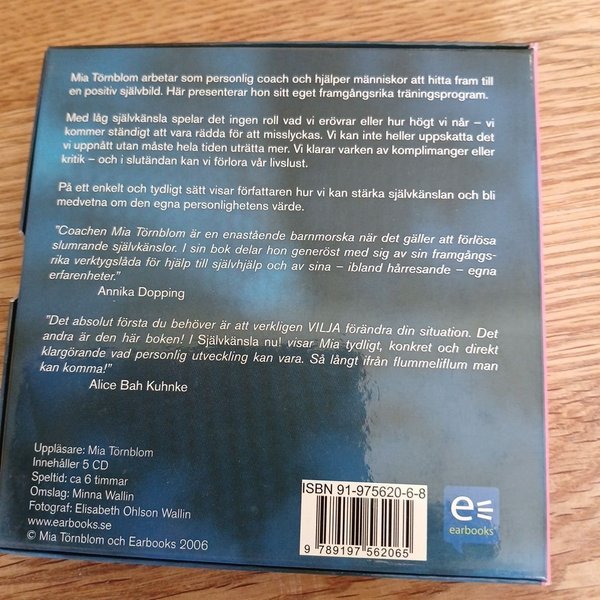 Mia Törnblom arbetar som personlig coach och hjälper människor att hitta fram till
en positiv självbild. Här presenterar hon sitt eget framgångsrika träningsprogram.
Med låg självkänsla spelar det ingen roll vad vi erövrar eller hur högt vi når – vi
kommer ständigt att vara rädda för att misslyckas. Vi kan inte heller uppskatta det
vi uppnått utan måste hela tiden uträtta mer. Vi klarar varken av komplimanger eller
kritik – och i slutändan kan vi förlora vår livslust.
På ett enkelt och tydligt sätt visar författaren hur vi kan stärka självkänslan och bli
medvetna om den egna personlighetens värde.
"Coachen Mia Törnblom är en enastående barnmorska när det gäller att förlösa
slumrande självkänslor. I sin bok delar hon generöst med sig av sin framgångs-
rika verktygslåda för hjälp till självhjälp och av sina – ibland hårresande – egna
erfarenheter."
Annika Dopping
"Det absolut första du behöver är att verkligen VILJA förändra din situation. Det
andra är den här boken! I Självkänsla nu! visar Mia tydligt, konkret och direkt
klargörande vad personlig utveckling kan vara. Så långt ifrån flummeliflum man
kan komma!"
Alice Bah Kuhnke
Uppläsare: Mia Törnblom
Innehåller 5 CD
Speltid: ca 6 timmar
Omslag: Minna Wallin
Fotograf: Elisabeth Ohlson Wallin
www.earbooks.se
© Mia Törnblom och Earbooks 2006
ISBN 91-975620-6-8
9 789197 562065
e
earbooks